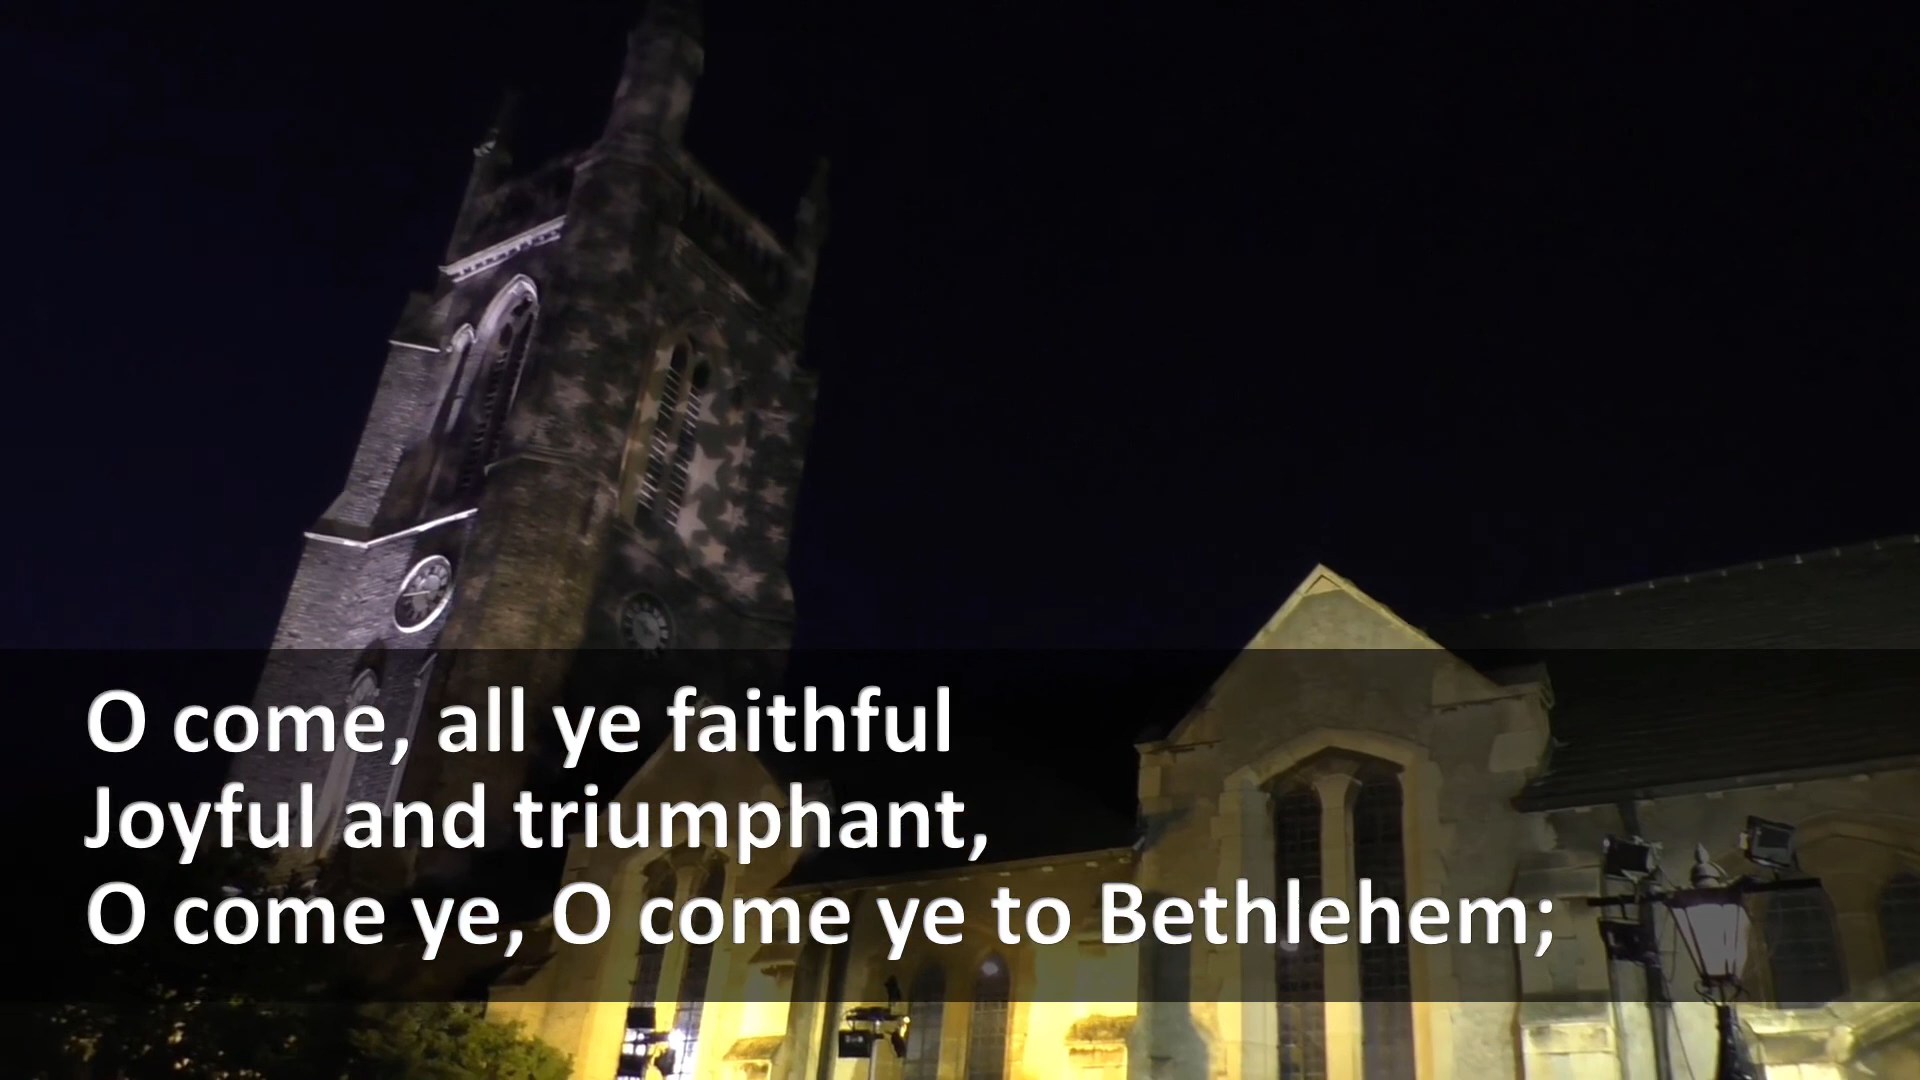 O come, all ye faithful
Joyful and triumphant,
O come ye, O come ye to Bethlehem;